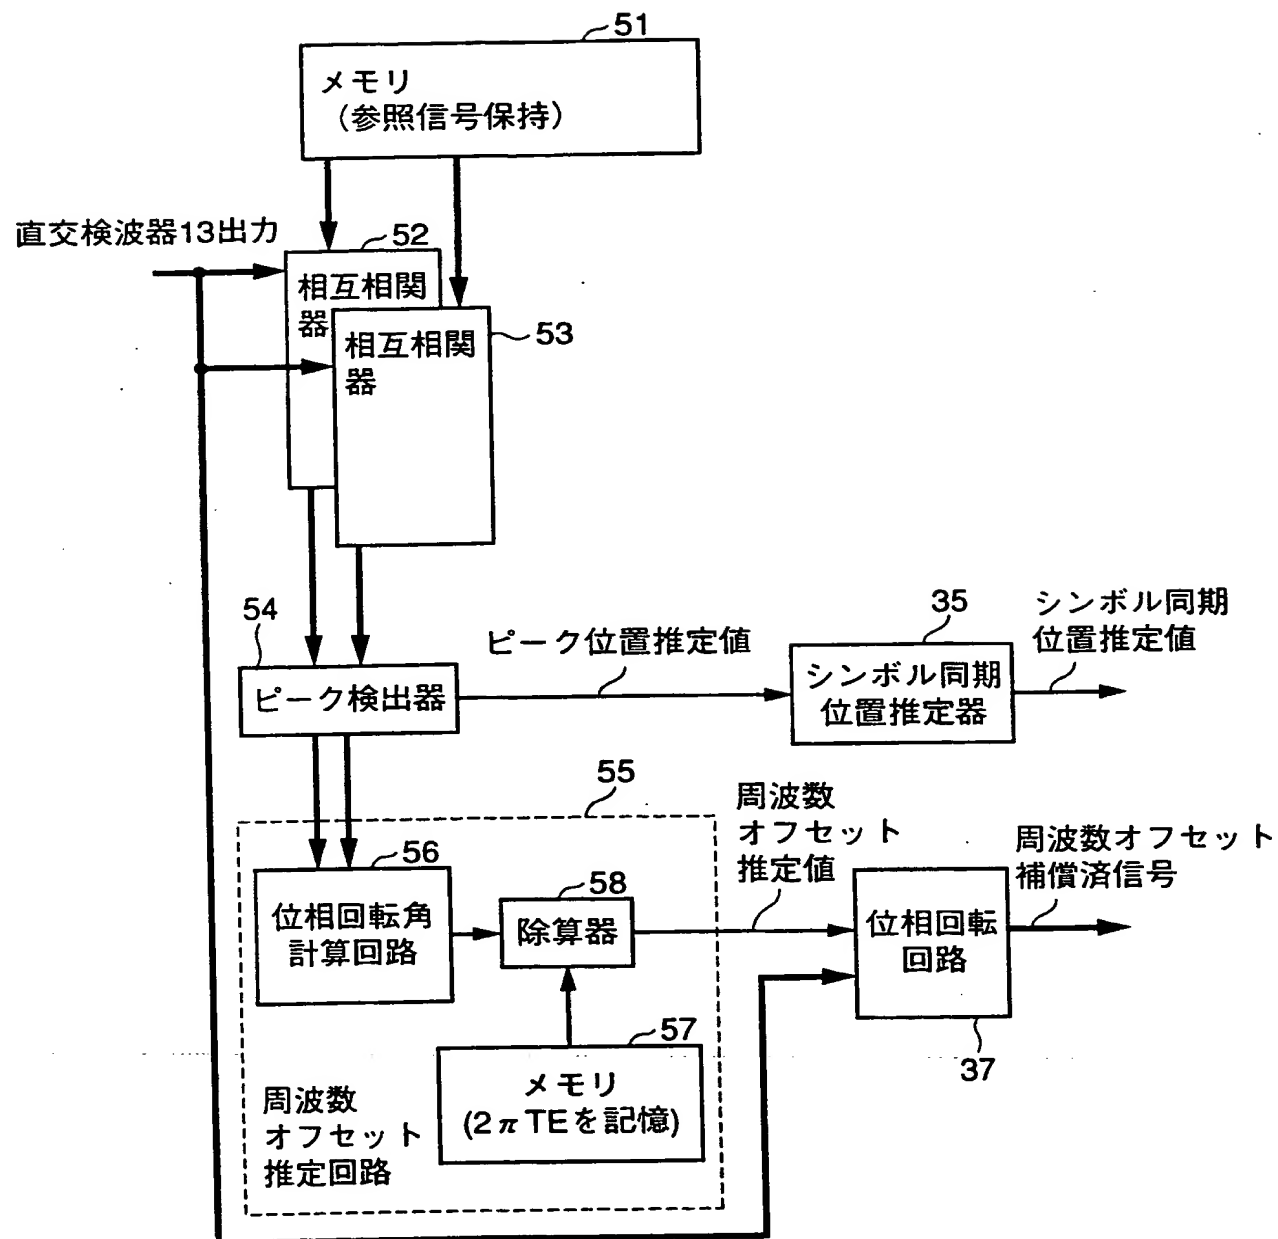 51
メモリ
（参照信号保持）
直交検波器13出力
52
相互相関
器
53
相互相関
器
54
ピーク検出器
ピーク位置推定値
35
シンボル同期
位置推定器
シンボル同期
位置推定値
55
56
位相回転角
計算回路
58
除算器
57
メモリ
(2πTEを記憶)
周波数
オフセット
推定回路
周波数
オフセット
推定値
位相回転
回路
37
周波数オフセット
補償済信号